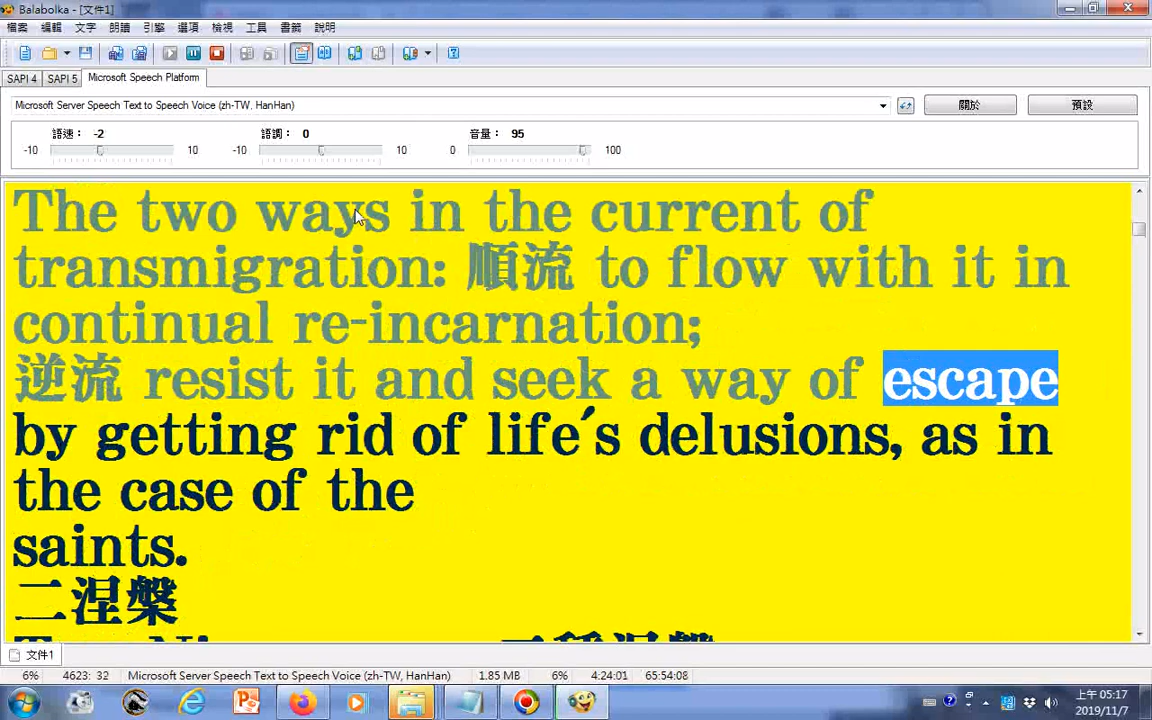 Balabolka - [文件1]
檔案 編輯 文字 朗讀 引擎 選項 檢視 工具 書籤 說明
SAPI 4 SAPI 5 Microsoft Speech Platform
Microsoft Server Speech Text to Speech Voice (zh-TW, HanHan)
關於 預設
語速： -2 語調： 0 音量： 95
-10 10 -10 10 0 100
The two ways in the current of
transmigration: 順流 to flow with it in
continual re-incarnation;
逆流 resist it and seek a way of escape
by getting rid of life´s delusions, as in
the case of the
saints.
二涅槃
文件1
6% 4623: 32 Microsoft Server Speech Text to Speech Voice (zh-TW, HanHan) 1.85 MB 6% 4:24:01 65:54:08
上午 05:17
2019/11/7